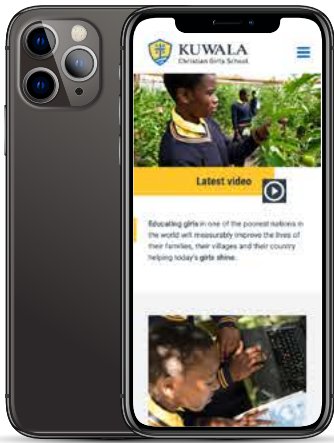 KUWALA
Christian Girls School
Latest video
Educating girls in one of the poorest nations in
the world will measurably improve the lives of
their families, their villages and their country
helping today's girls shine.